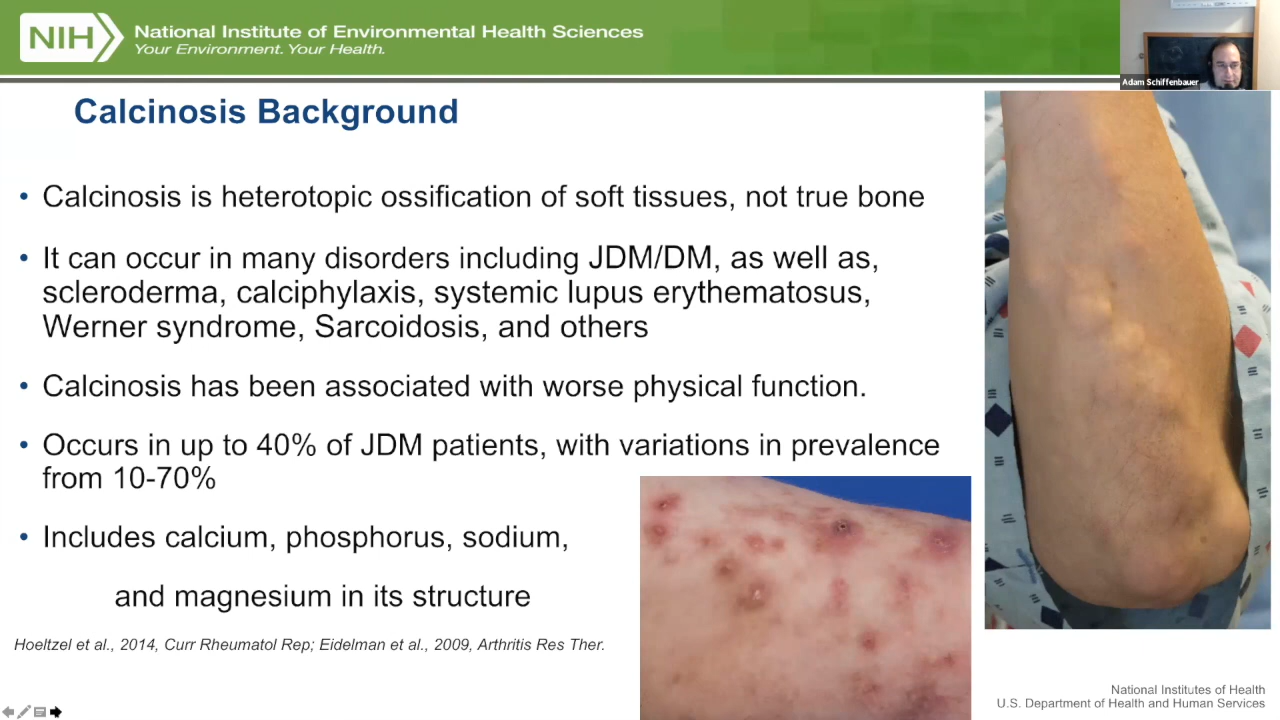 NIH
National Institute of Environmental Health Sciences
Your Environment. Your Health.
Adam Schiffenbauer
Calcinosis Background
• Calcinosis is heterotopic ossification of soft tissues, not true bone
• It can occur in many disorders including JDM/DM, as well as,
scleroderma, calciphylaxis, systemic lupus erythematosus,
Werner syndrome, Sarcoidosis, and others
• Calcinosis has been associated with worse physical function.
• Occurs in up to 40% of JDM patients, with variations in prevalence
from 10-70%
• Includes calcium, phosphorus, sodium,
and magnesium in its structure
Hoeltzel et al., 2014, Curr Rheumatol Rep; Eidelman et al., 2009, Arthritis Res Ther.
National Institutes of Health
U.S. Department of Health and Human Services